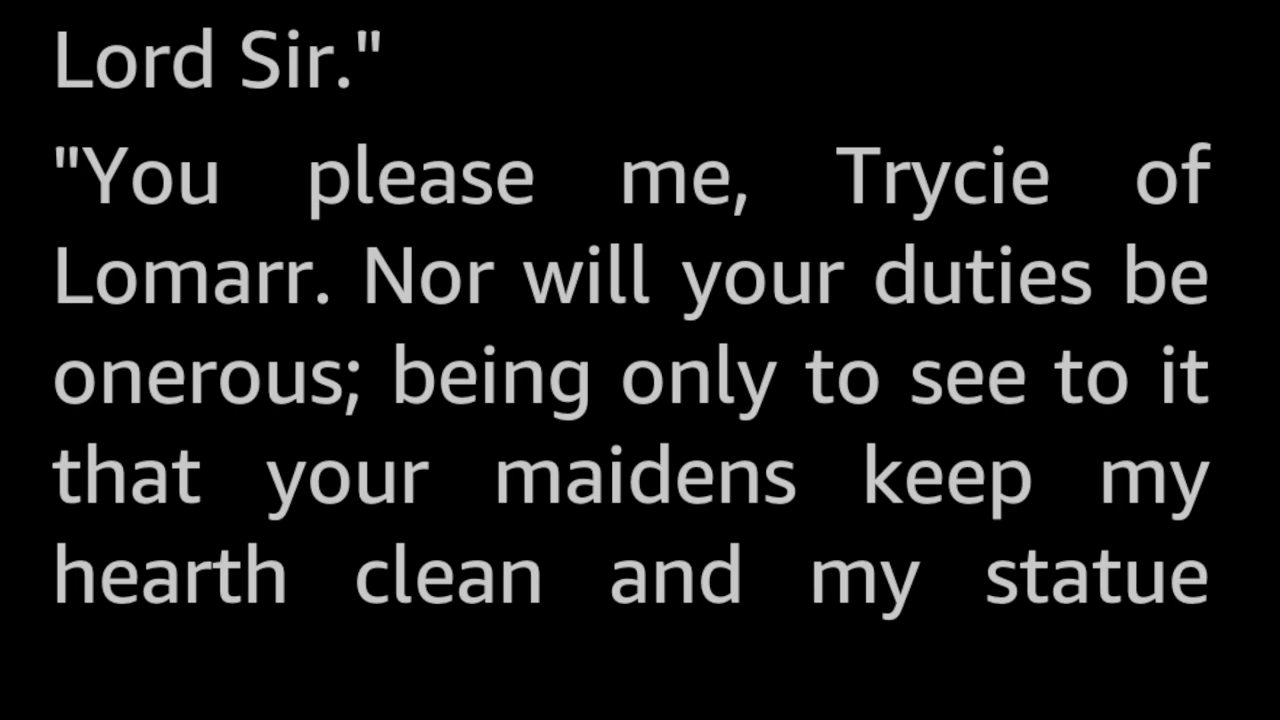 Lord Sir."
"You please me, Trycie of
Lomarr. Nor will your duties be
onerous; being only to see to it
that your maidens keep my
hearth clean and my statue